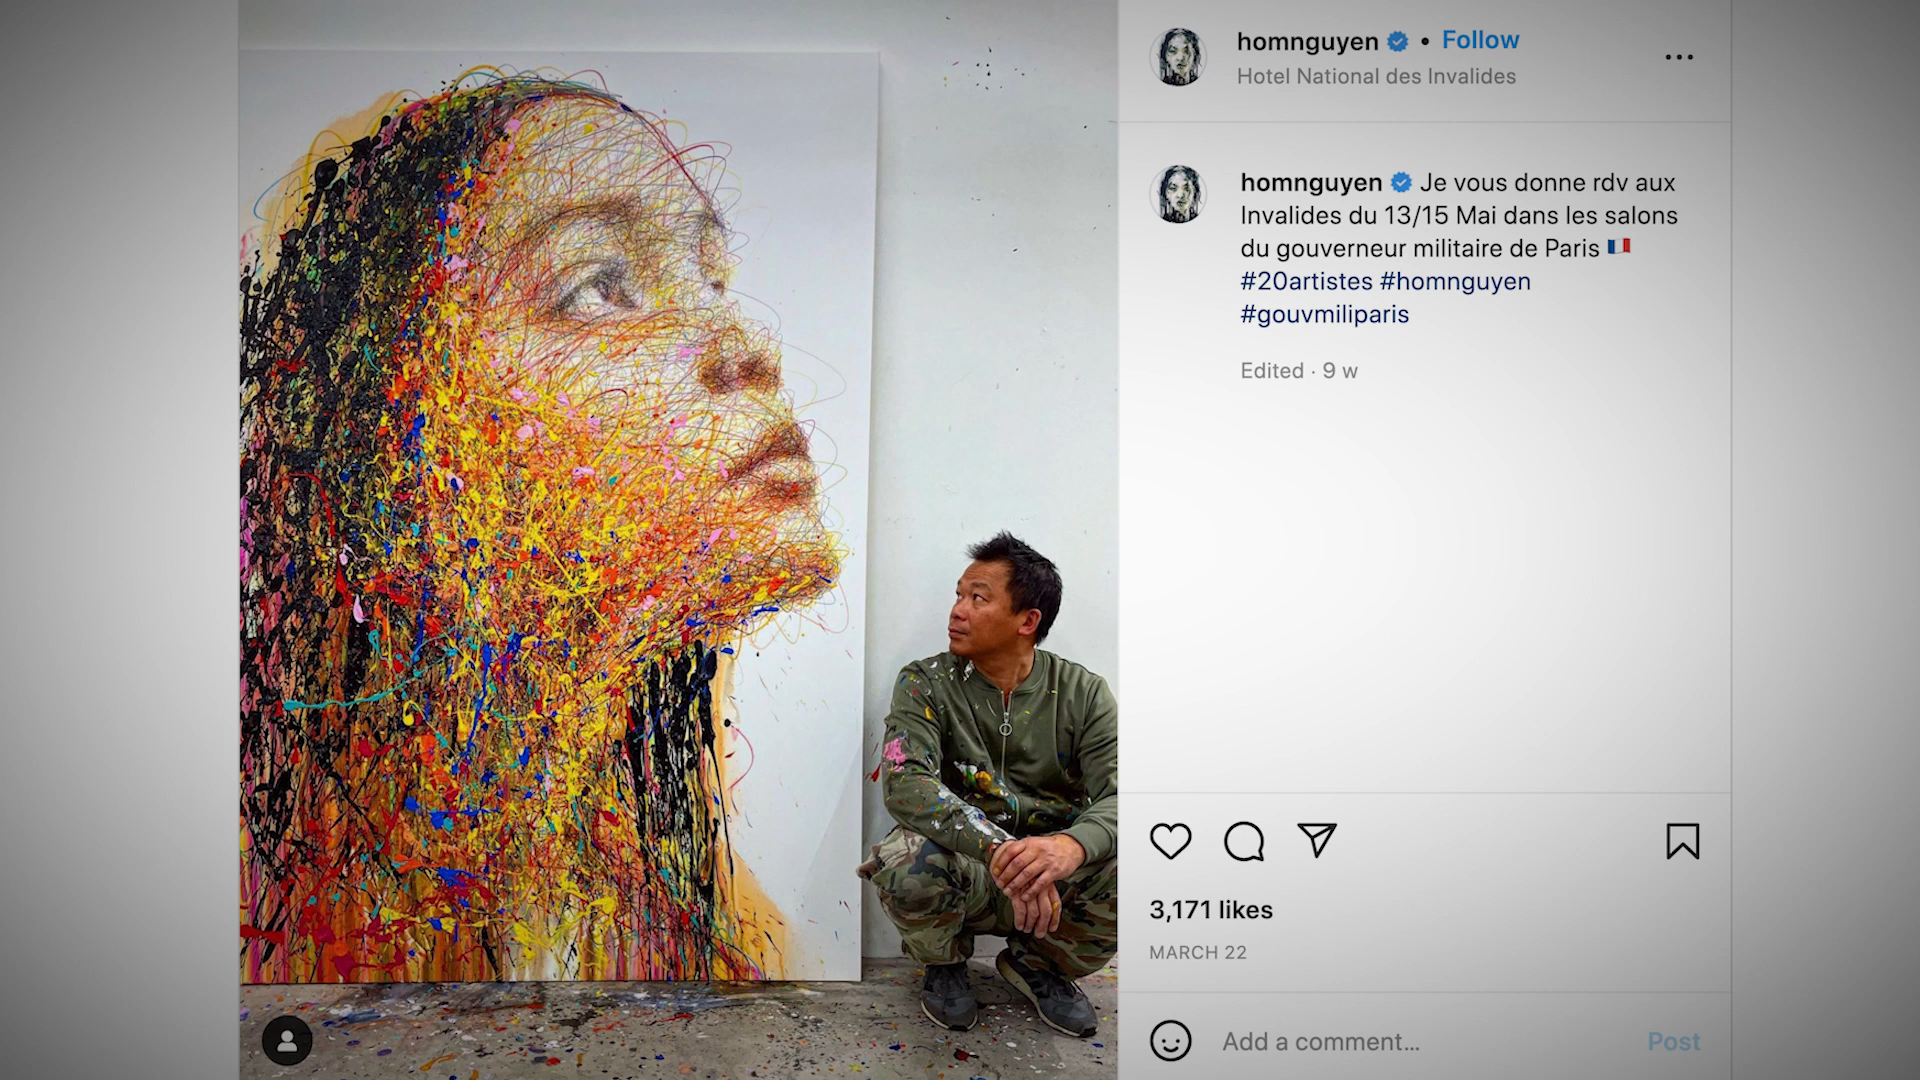 homnguyen • Follow
Hotel National des Invalides
homnguyen Je vous donne rdv aux
Invalides du 13/15 Mai dans les salons
du gouverneur militaire de Paris 🇫🇷
#20artistes #homnguyen
#gouvmiliparis
Edited · 9 w
3,171 likes
MARCH 22
Add a comment...
Post